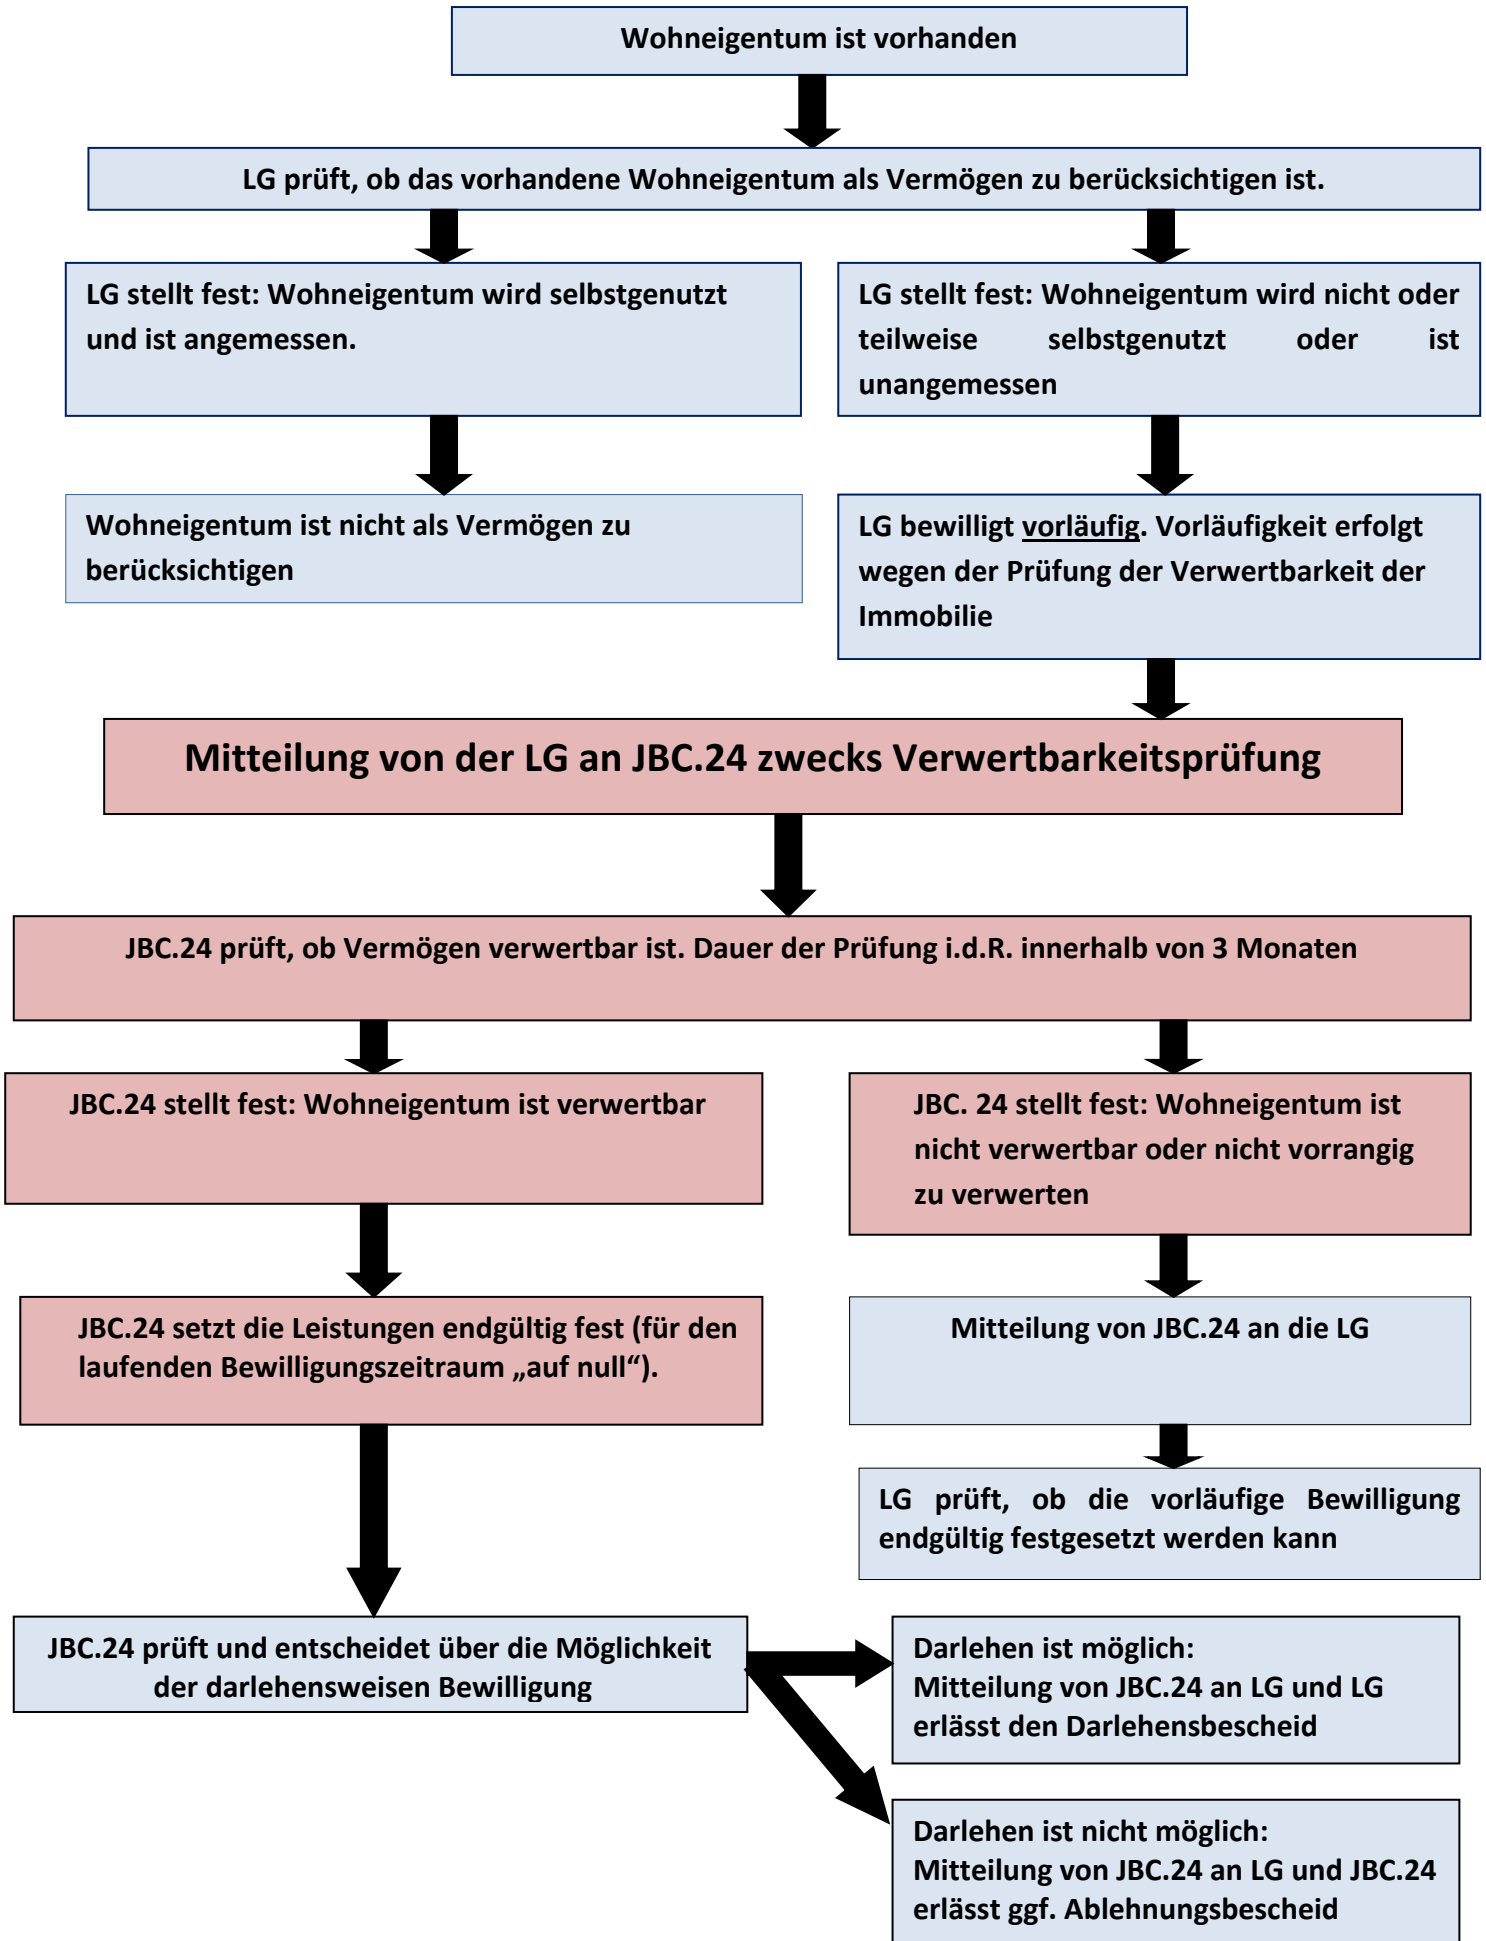 Wohneigentum ist vorhanden
LG prüft, ob das vorhandene Wohneigentum als Vermögen zu berücksichtigen ist.
LG stellt fest: Wohneigentum wird selbstgenutzt
und ist angemessen.
LG stellt fest: Wohneigentum wird nicht oder
teilweise selbstgenutzt oder ist
unangemessen
Wohneigentum ist nicht als Vermögen zu
berücksichtigen
LG bewilligt vorläufig. Vorläufigkeit erfolgt
wegen der Prüfung der Verwertbarkeit der
Immobilie
Mitteilung von der LG an JBC.24 zwecks Verwertbarkeitsprüfung
JBC.24 prüft, ob Vermögen verwertbar ist. Dauer der Prüfung i.d.R. innerhalb von 3 Monaten
JBC.24 stellt fest: Wohneigentum ist verwertbar
JBC. 24 stellt fest: Wohneigentum ist
nicht verwertbar oder nicht vorrangig
zu verwerten
JBC.24 setzt die Leistungen endgültig fest (für den
laufenden Bewilligungszeitraum „auf null“).
Mitteilung von JBC.24 an die LG
LG prüft, ob die vorläufige Bewilligung
endgültig festgesetzt werden kann
JBC.24 prüft und entscheidet über die Möglichkeit
der darlehensweisen Bewilligung
Darlehen ist möglich:
Mitteilung von JBC.24 an LG und LG
erlässt den Darlehensbescheid
Darlehen ist nicht möglich:
Mitteilung von JBC.24 an LG und JBC.24
erlässt ggf. Ablehnungsbescheid